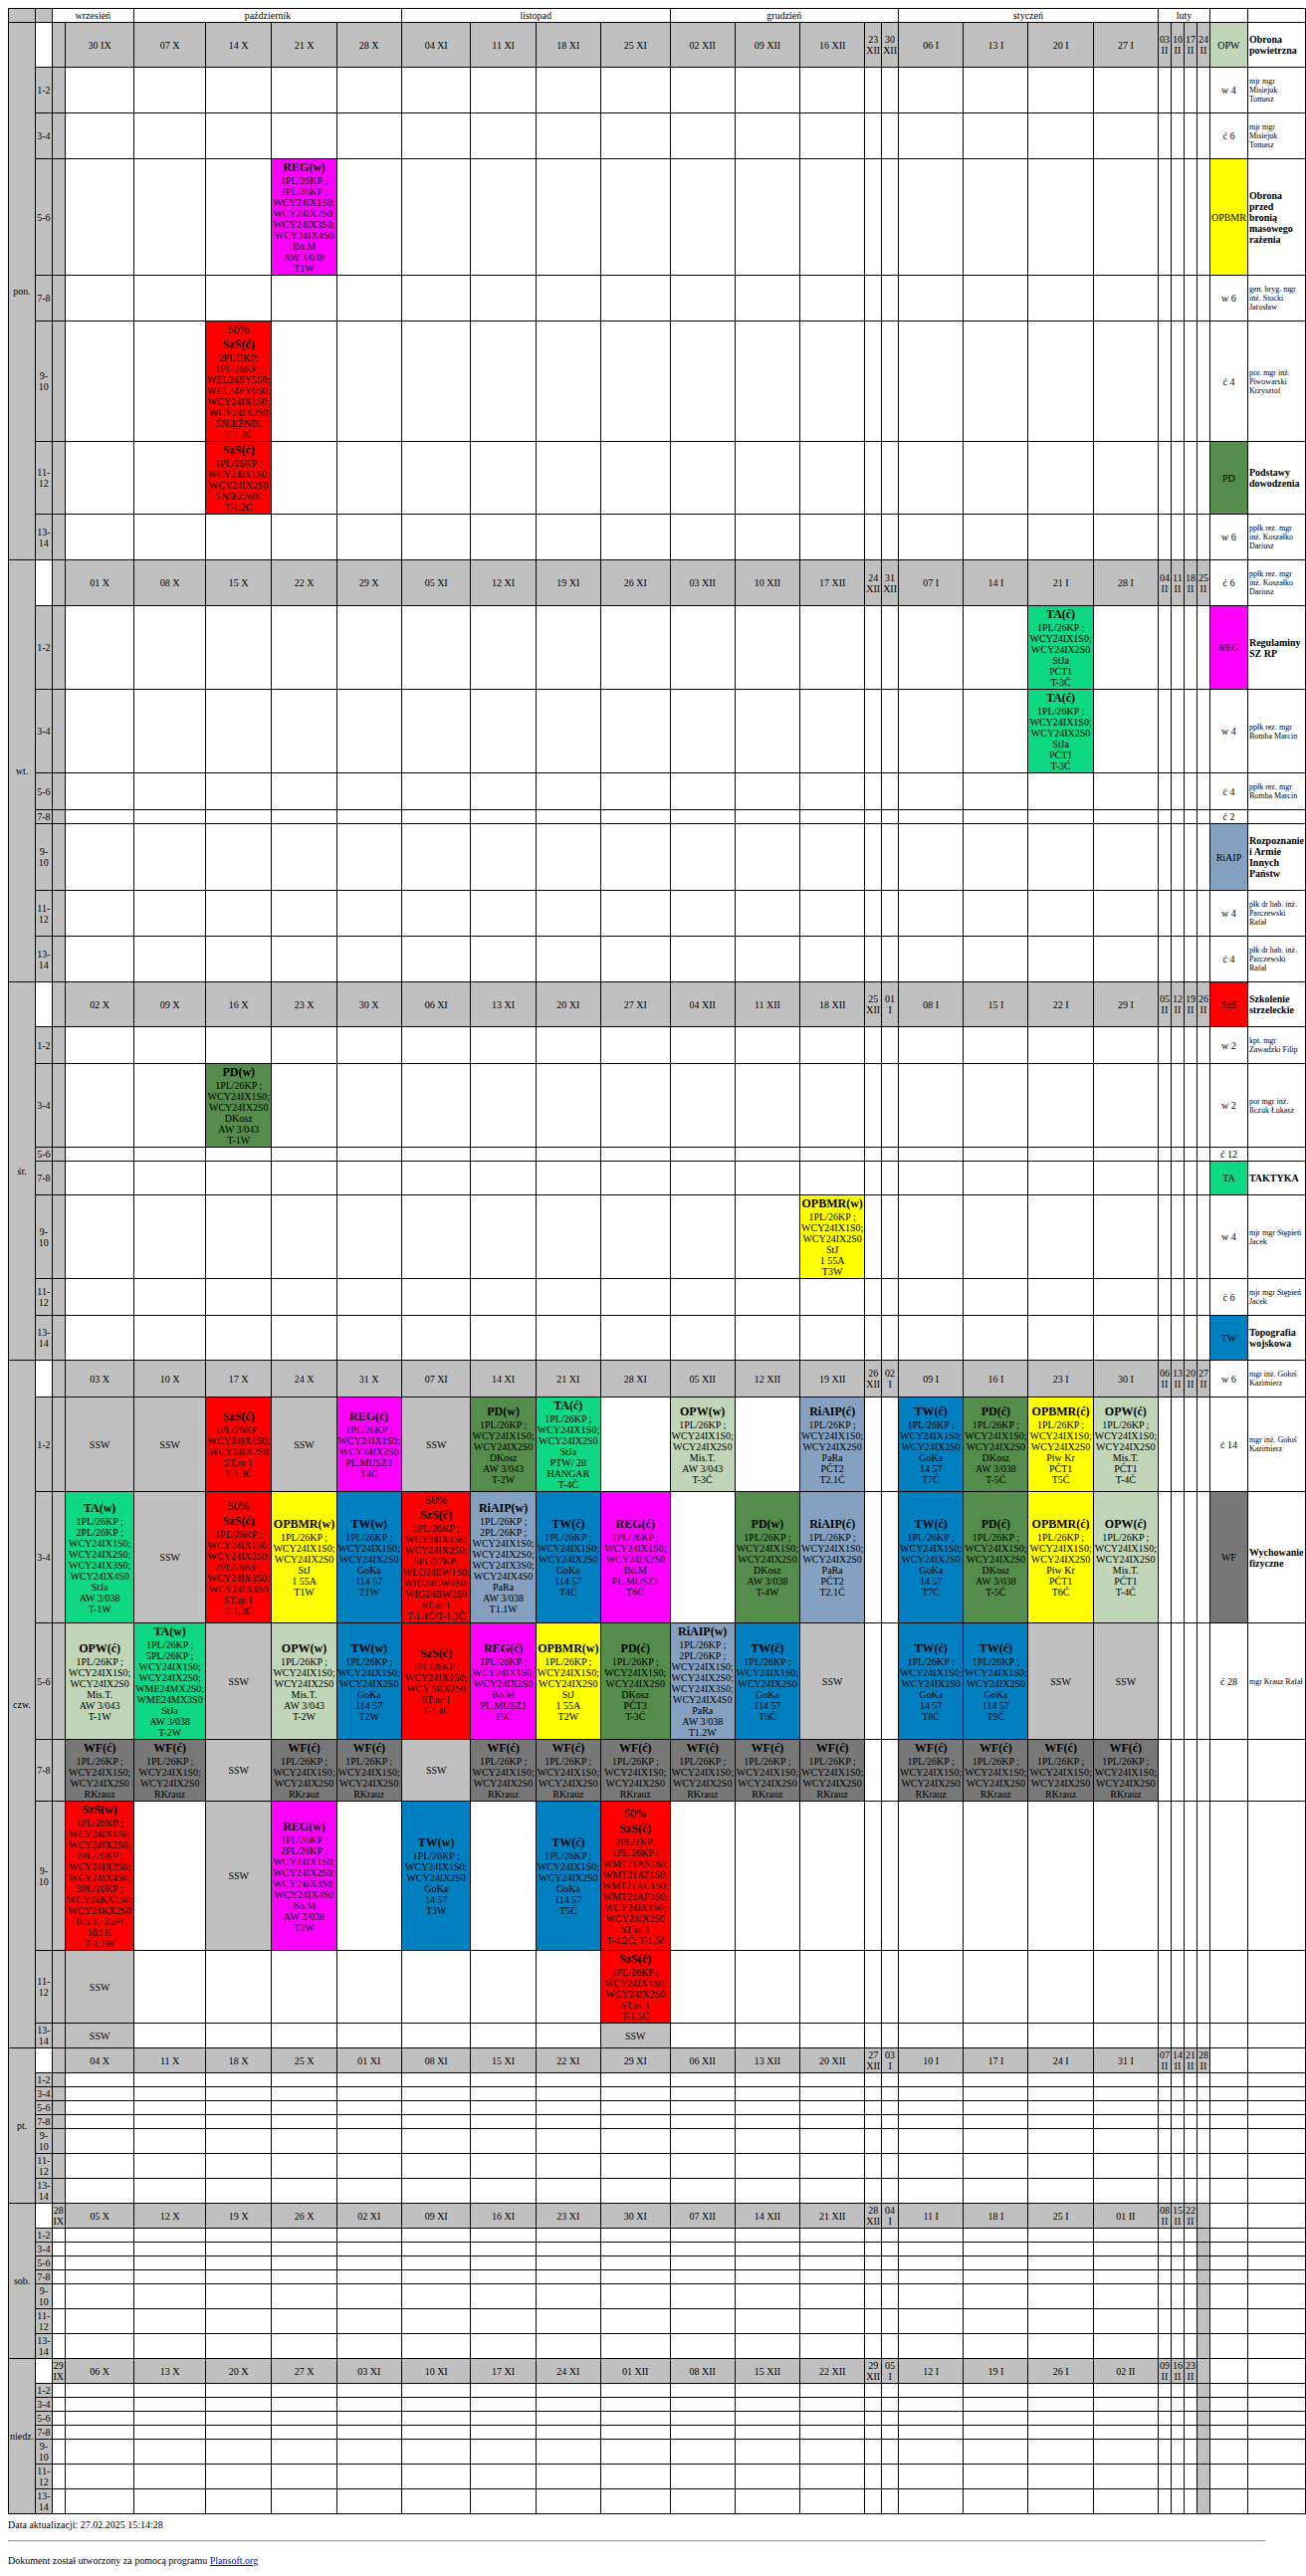 wrzesień
październik
listopad
grudzień
styczeń
luty
pon.
30 IX
07 X
14 X
21 X
28 X
04 XI
11 XI
18 XI
25 XI
02 XII
09 XII
16 XII
23 XII
30 XII
06 I
13 I
20 I
27 I
03 II
10 II
17 II
24 II
OPW
Obrona
powietrzna
1-2
w 4
mjr mgr
Misiejuk
Tomasz
3-4
ć 6
mjr mgr
Misiejuk
Tomasz
5-6
REG(w)
1PL/26KP ;
2PL/26KP ;
WCY24IX1S0;
WCY24IX2S0;
WCY24IX3S0;
WCY24IX4S0
Bo.M
AW 3/038
T1W
OPBMR
Obrona
przed
bronią
masowego
rażenia
7-8
w 6
gen. bryg. mgr
inż. Stocki
Jarosław
9-
10
50%
SzS(ć)
2PL/3KP;
1PL/26KP ;
WEL24EY5S0;
WEL24EY6S0;
WCY24IX1S0;
WCY24IX2S0
ŚNIEŻNIK
T-1.2Ć
ć 4
por. mgr inż.
Piwowarski
Krzysztof
11-
12
SzS(ć)
1PL/26KP ;
WCY24IX1S0;
WCY24IX2S0
ŚNIEŻNIK
T-1.2Ć
PD
Podstawy
dowodzenia
13-
14
w 6
ppłk rez. mgr
inż. Koszałko
Dariusz
wt.
01 X
08 X
15 X
22 X
29 X
05 XI
12 XI
19 XI
26 XI
03 XII
10 XII
17 XII
24 XII
31 XII
07 I
14 I
21 I
28 I
04 II
11 II
18 II
25 II
ć 6
ppłk rez. mgr
inż. Koszałko
Dariusz
1-2
TA(ć)
1PL/26KP ;
WCY24IX1S0;
WCY24IX2S0
StJa
PĆT1
T-3Ć
REG
Regulaminy
SZ RP
3-4
TA(ć)
1PL/26KP ;
WCY24IX1S0;
WCY24IX2S0
StJa
PĆT1
T-3Ć
w 4
ppłk rez. mgr
Bomba Marcin
5-6
ć 4
ppłk rez. mgr
Bomba Marcin
7-8
ć 2
9-
10
RiAIP
Rozpoznanie
i Armie
Innych
Państw
11-
12
w 4
płk dr hab. inż.
Parczewski
Rafał
13-
14
ć 4
płk dr hab. inż.
Parczewski
Rafał
śr.
02 X
09 X
16 X
23 X
30 X
06 XI
13 XI
20 XI
27 XI
04 XII
11 XII
18 XII
25 XII
01 I
08 I
15 I
22 I
29 I
05 II
12 II
19 II
26 II
SzS
Szkolenie
strzeleckie
1-2
w 2
kpt. mgr
Zawadzki Filip
3-4
PD(w)
1PL/26KP ;
WCY24IX1S0;
WCY24IX2S0
DKosz
AW 3/043
T-1W
w 2
por mgr inż.
Ilczuk Łukasz
5-6
ć 12
7-8
TA
TAKTYKA
9-
10
OPBMR(w)
1PL/26KP ;
WCY24IX1S0;
WCY24IX2S0
StJ
1 55A
T3W
w 4
mjr mgr Stępień
Jacek
11-
12
ć 6
mjr mgr Stępień
Jacek
13-
14
TW
Topografia
wojskowa
czw.
03 X
10 X
17 X
24 X
31 X
07 XI
14 XI
21 XI
28 XI
05 XII
12 XII
19 XII
26 XII
02 I
09 I
16 I
23 I
30 I
06 II
13 II
20 II
27 II
w 6
mgr inż. Gołoś
Kazimierz
1-2
SSW
SSW
SzS(ć)
1PL/26KP ;
WCY24IX1S0;
WCY24IX2S0
ST.nr 1
T-1.3Ć
SSW
REG(ć)
1PL/26KP ;
WCY24IX1S0;
WCY24IX2S0
PL.MUSZ1
T4Ć
SSW
PD(w)
1PL/26KP ;
WCY24IX1S0;
WCY24IX2S0
DKosz
AW 3/043
T-2W
TA(ć)
1PL/26KP ;
WCY24IX1S0;
WCY24IX2S0
StJa
PTW/ 28
HANGAR
T-4Ć
OPW(w)
1PL/26KP ;
WCY24IX1S0;
WCY24IX2S0
Mis.T.
AW 3/043
T-3Ć
RiAIP(ć)
1PL/26KP ;
WCY24IX1S0;
WCY24IX2S0
PaRa
PĆT2
T2.1Ć
TW(ć)
1PL/26KP ;
WCY24IX1S0;
WCY24IX2S0
GoKa
14 57
T7Ć
PD(ć)
1PL/26KP ;
WCY24IX1S0;
WCY24IX2S0
DKosz
AW 3/038
T-5Ć
OPBMR(ć)
1PL/26KP ;
WCY24IX1S0;
WCY24IX2S0
Piw Kr
PĆT1
T5Ć
OPW(ć)
1PL/26KP ;
WCY24IX1S0;
WCY24IX2S0
Mis.T.
PĆT1
T-4Ć
ć 14
mgr inż. Gołoś
Kazimierz
3-4
TA(w)
1PL/26KP ;
2PL/26KP ;
WCY24IX1S0;
WCY24IX2S0;
WCY24IX3S0;
WCY24IX4S0
StJa
AW 3/038
T-1W
SSW
50%
SzS(ć)
1PL/26KP ;
WCY24IX1S0;
WCY24IX2S0;
2PL/26KP ;
WCY24IX3S0;
WCY24IX4S0
ST.nr 1
T-1.3Ć
OPBMR(w)
1PL/26KP ;
WCY24IX1S0;
WCY24IX2S0
StJ
1 55A
T1W
TW(w)
1PL/26KP ;
WCY24IX1S0;
WCY24IX2S0
GoKa
114 57
T1W
50%
SzS(ć)
1PL/26KP ;
WCY24IX1S0;
WCY24IX2S0;
5PL/27KP;
WLO24EW1S0;
WIG24GW6S0;
WIG24BW3S0
ST.nr 1
T-1.4Ć/T-1.3Ć
RiAIP(w)
1PL/26KP ;
2PL/26KP ;
WCY24IX1S0;
WCY24IX2S0;
WCY24IX3S0;
WCY24IX4S0
PaRa
AW 3/038
T1.1W
TW(ć)
1PL/26KP ;
WCY24IX1S0;
WCY24IX2S0
GoKa
114 57
T4Ć
REG(ć)
1PL/26KP ;
WCY24IX1S0;
WCY24IX2S0
Bo.M
PL.MUSZ1
T6Ć
PD(w)
1PL/26KP ;
WCY24IX1S0;
WCY24IX2S0
DKosz
AW 3/038
T-4W
RiAIP(ć)
1PL/26KP ;
WCY24IX1S0;
WCY24IX2S0
PaRa
PĆT2
T2.1Ć
TW(ć)
1PL/26KP ;
WCY24IX1S0;
WCY24IX2S0
GoKa
14 57
T7Ć
PD(ć)
1PL/26KP ;
WCY24IX1S0;
WCY24IX2S0
DKosz
AW 3/038
T-5Ć
OPBMR(ć)
1PL/26KP ;
WCY24IX1S0;
WCY24IX2S0
Piw Kr
PĆT1
T6Ć
OPW(ć)
1PL/26KP ;
WCY24IX1S0;
WCY24IX2S0
Mis.T.
PĆT1
T-4Ć
WF
Wychowanie
fizyczne
5-6
OPW(ć)
1PL/26KP ;
WCY24IX1S0;
WCY24IX2S0
Mis.T.
AW 3/043
T-1W
TA(w)
1PL/26KP ;
5PL/26KP ;
WCY24IX1S0;
WCY24IX2S0;
WME24MX2S0;
WME24MX3S0
StJa
AW 3/038
T-2W
SSW
OPW(w)
1PL/26KP ;
WCY24IX1S0;
WCY24IX2S0
Mis.T.
AW 3/043
T-2W
TW(w)
1PL/26KP ;
WCY24IX1S0;
WCY24IX2S0
GoKa
114 57
T2W
SzS(ć)
1PL/26KP ;
WCY24IX1S0;
WCY24IX2S0
ST.nr 1
T-1.4Ć
REG(ć)
1PL/26KP ;
WCY24IX1S0;
WCY24IX2S0
Bo.M
PL.MUSZ1
T5Ć
OPBMR(w)
1PL/26KP ;
WCY24IX1S0;
WCY24IX2S0
StJ
1 55A
T2W
PD(ć)
1PL/26KP ;
WCY24IX1S0;
WCY24IX2S0
DKosz
PĆT3
T-3Ć
RiAIP(w)
1PL/26KP ;
2PL/26KP ;
WCY24IX1S0;
WCY24IX2S0;
WCY24IX3S0;
WCY24IX4S0
PaRa
AW 3/038
T1.2W
TW(ć)
1PL/26KP ;
WCY24IX1S0;
WCY24IX2S0
GoKa
114 57
T6Ć
SSW
TW(ć)
1PL/26KP ;
WCY24IX1S0;
WCY24IX2S0
GoKa
14 57
T8Ć
TW(ć)
1PL/26KP ;
WCY24IX1S0;
WCY24IX2S0
GoKa
114 57
T9Ć
SSW
SSW
ć 28
mgr Krauz Rafał
7-8
WF(ć)
1PL/26KP ;
WCY24IX1S0;
WCY24IX2S0
RKrauz
WF(ć)
1PL/26KP ;
WCY24IX1S0;
WCY24IX2S0
RKrauz
SSW
WF(ć)
1PL/26KP ;
WCY24IX1S0;
WCY24IX2S0
RKrauz
WF(ć)
1PL/26KP ;
WCY24IX1S0;
WCY24IX2S0
RKrauz
SSW
WF(ć)
1PL/26KP ;
WCY24IX1S0;
WCY24IX2S0
RKrauz
WF(ć)
1PL/26KP ;
WCY24IX1S0;
WCY24IX2S0
RKrauz
WF(ć)
1PL/26KP ;
WCY24IX1S0;
WCY24IX2S0
RKrauz
WF(ć)
1PL/26KP ;
WCY24IX1S0;
WCY24IX2S0
RKrauz
WF(ć)
1PL/26KP ;
WCY24IX1S0;
WCY24IX2S0
RKrauz
WF(ć)
1PL/26KP ;
WCY24IX1S0;
WCY24IX2S0
RKrauz
WF(ć)
1PL/26KP ;
WCY24IX1S0;
WCY24IX2S0
RKrauz
WF(ć)
1PL/26KP ;
WCY24IX1S0;
WCY24IX2S0
RKrauz
WF(ć)
1PL/26KP ;
WCY24IX1S0;
WCY24IX2S0
RKrauz
WF(ć)
1PL/26KP ;
WCY24IX1S0;
WCY24IX2S0
RKrauz
9-
10
SzS(w)
1PL/26KP ;
WCY24IX1S0;
WCY24IX2S0;
2PL/26KP ;
WCY24IX3S0;
WCY24IX4S0;
3PL/26KP ;
WCY24KX1S0;
WCY24KX2S0
Ilcz.Ł; ZaFi
103 K
T-1.1W
SSW
REG(w)
1PL/26KP ;
2PL/26KP ;
WCY24IX1S0;
WCY24IX2S0;
WCY24IX3S0;
WCY24IX4S0
Bo.M
AW 3/038
T2W
TW(w)
1PL/26KP ;
WCY24IX1S0;
WCY24IX2S0
GoKa
14 57
T3W
TW(ć)
1PL/26KP ;
WCY24IX1S0;
WCY24IX2S0
GoKa
114 57
T5Ć
50%
SzS(ć)
2PL/1KP;
1PL/26KP ;
WMT21AS1S0;
WMT21AT1S0;
WMT21AC1S0;
WMT21AF1S0;
WCY24IX1S0;
WCY24IX2S0
ST.nr 1
T-4.2Ć; T-1.5ć
11-
12
SSW
SzS(ć)
1PL/26KP ;
WCY24IX1S0;
WCY24IX2S0
ST.nr 1
T-1.5Ć
13-
14
SSW
SSW
pt.
04 X
11 X
18 X
25 X
01 XI
08 XI
15 XI
22 XI
29 XI
06 XII
13 XII
20 XII
27 XII
03 I
10 I
17 I
24 I
31 I
07 II
14 II
21 II
28 II
1-2
3-4
5-6
7-8
9-
10
11-
12
13-
14
sob.
28 IX
05 X
12 X
19 X
26 X
02 XI
09 XI
16 XI
23 XI
30 XI
07 XII
14 XII
21 XII
28 XII
04 I
11 I
18 I
25 I
01 II
08 II
15 II
22 II
1-2
3-4
5-6
7-8
9-
10
11-
12
13-
14
niedz.
29 IX
06 X
13 X
20 X
27 X
03 XI
10 XI
17 XI
24 XI
01 XII
08 XII
15 XII
22 XII
29 XII
05 I
12 I
19 I
26 I
02 II
09 II
16 II
23 II
1-2
3-4
5-6
7-8
9-
10
11-
12
13-
14
Data aktualizacji: 27.02.2025 15:14:28
Dokument został utworzony za pomocą programu Plansoft.org